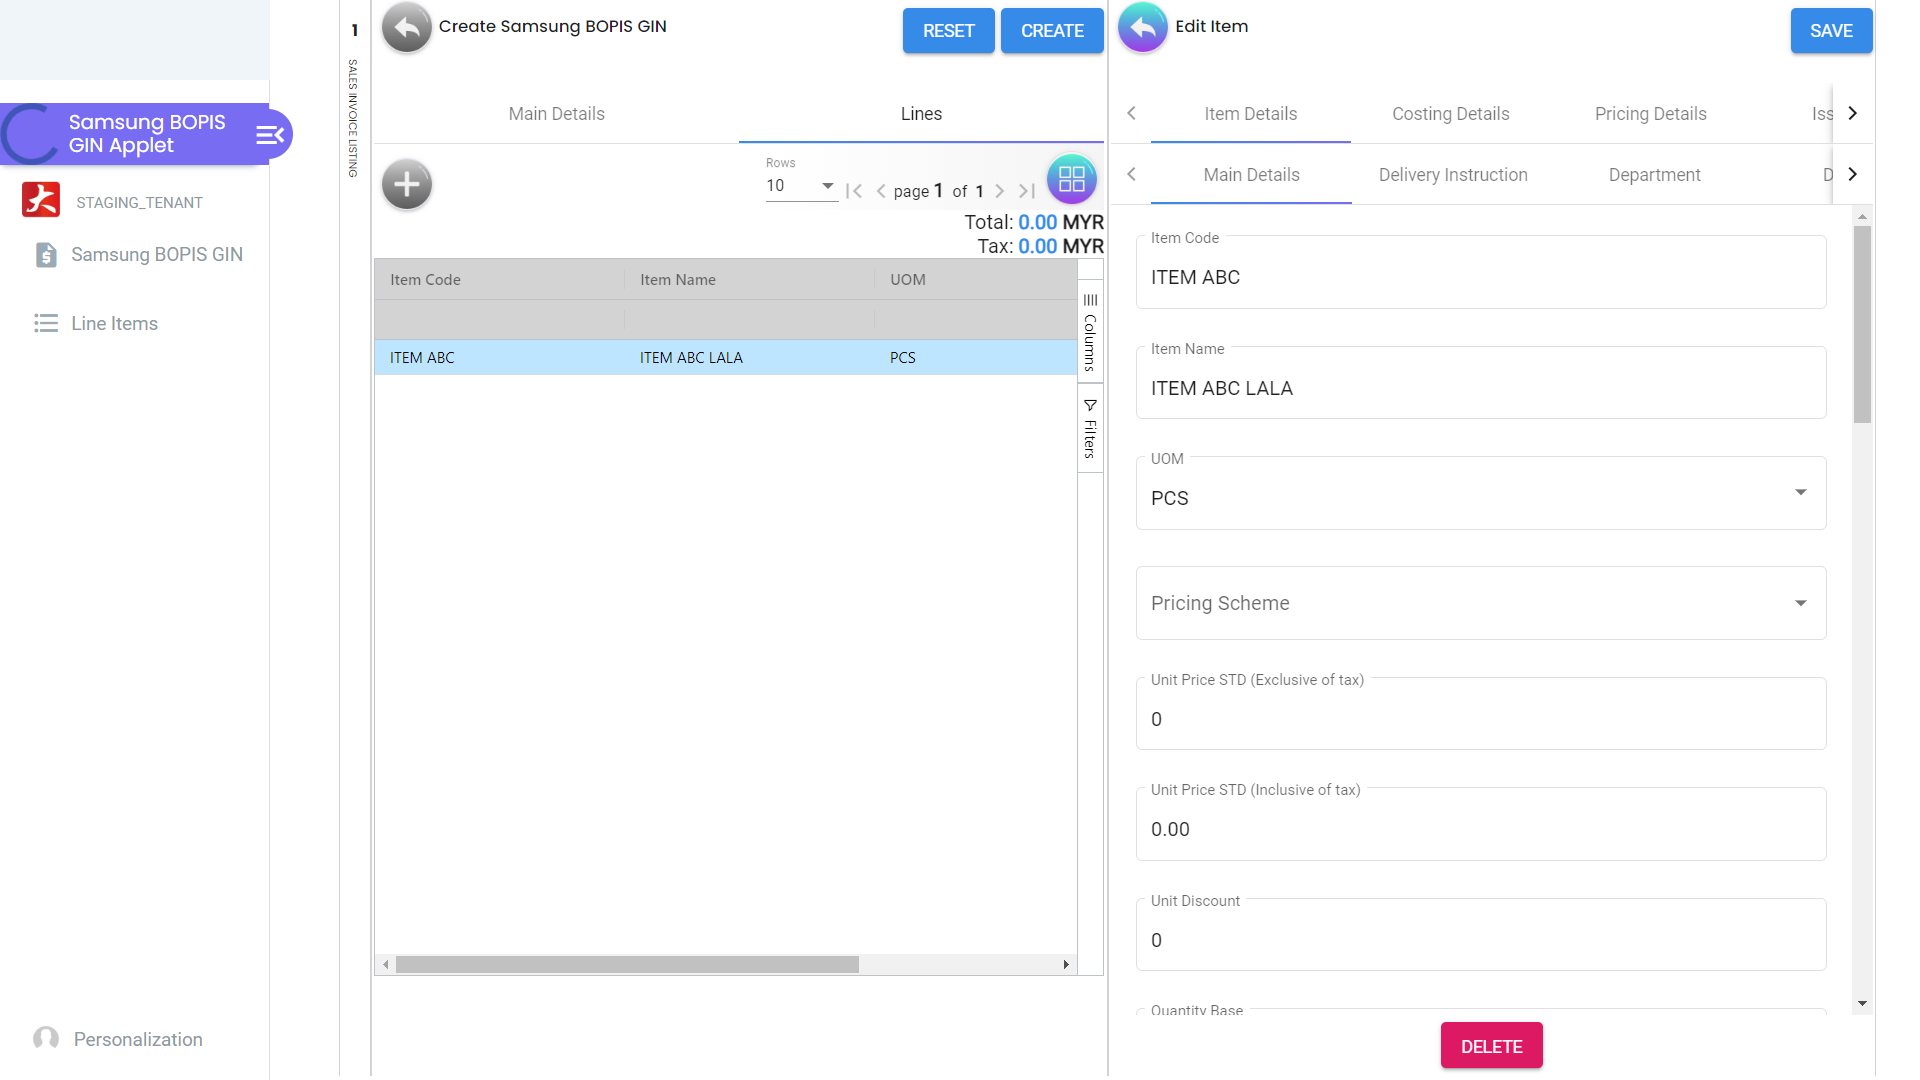 Samsung BOPIS
GIN Applet
STAGING_TENANT
Samsung BOPIS GIN
Line Items
Personalization
1
SALES INVOICE LISTING
Create Samsung BOPIS GIN
RESET
CREATE
Main Details
Lines
Rows
10
page 1 of 1
Total: 0.00 MYR
Tax: 0.00 MYR
Item Code
Item Name
UOM
ITEM ABC
ITEM ABC LALA
PCS
Columns
Filters
Edit Item
SAVE
Item Details
Costing Details
Pricing Details
Iss
Main Details
Delivery Instruction
Department
D
Item Code
ITEM ABC
Item Name
ITEM ABC LALA
UOM
PCS
Pricing Scheme
Unit Price STD (Exclusive of tax)
0
Unit Price STD (Inclusive of tax)
0.00
Unit Discount
0
Quantity Base
DELETE